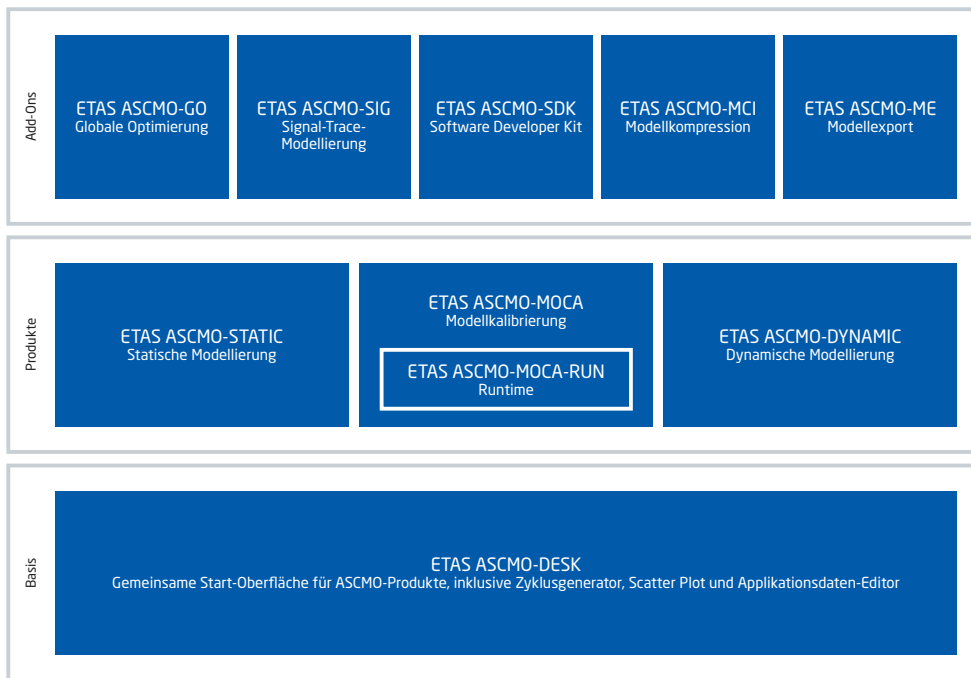 Add-Ons
ETAS ASCMO-GO
Globale Optimierung
ETAS ASCMO-SIG
Signal-Trace-
Modellierung
ETAS ASCMO-SDK
Software Developer Kit
ETAS ASCMO-MCI
Modellkompression
ETAS ASCMO-ME
Modellexport
Produkte
ETAS ASCMO-STATIC
Statische Modellierung
ETAS ASCMO-MOCA
Modellkalibrierung
ETAS ASCMO-MOCA-RUN
Runtime
ETAS ASCMO-DYNAMIC
Dynamische Modellierung
Basis
ETAS ASCMO-DESK
Gemeinsame Start-Oberfläche für ASCMO-Produkte, inklusive Zyklusgenerator, Scatter Plot und Applikationsdaten-Editor